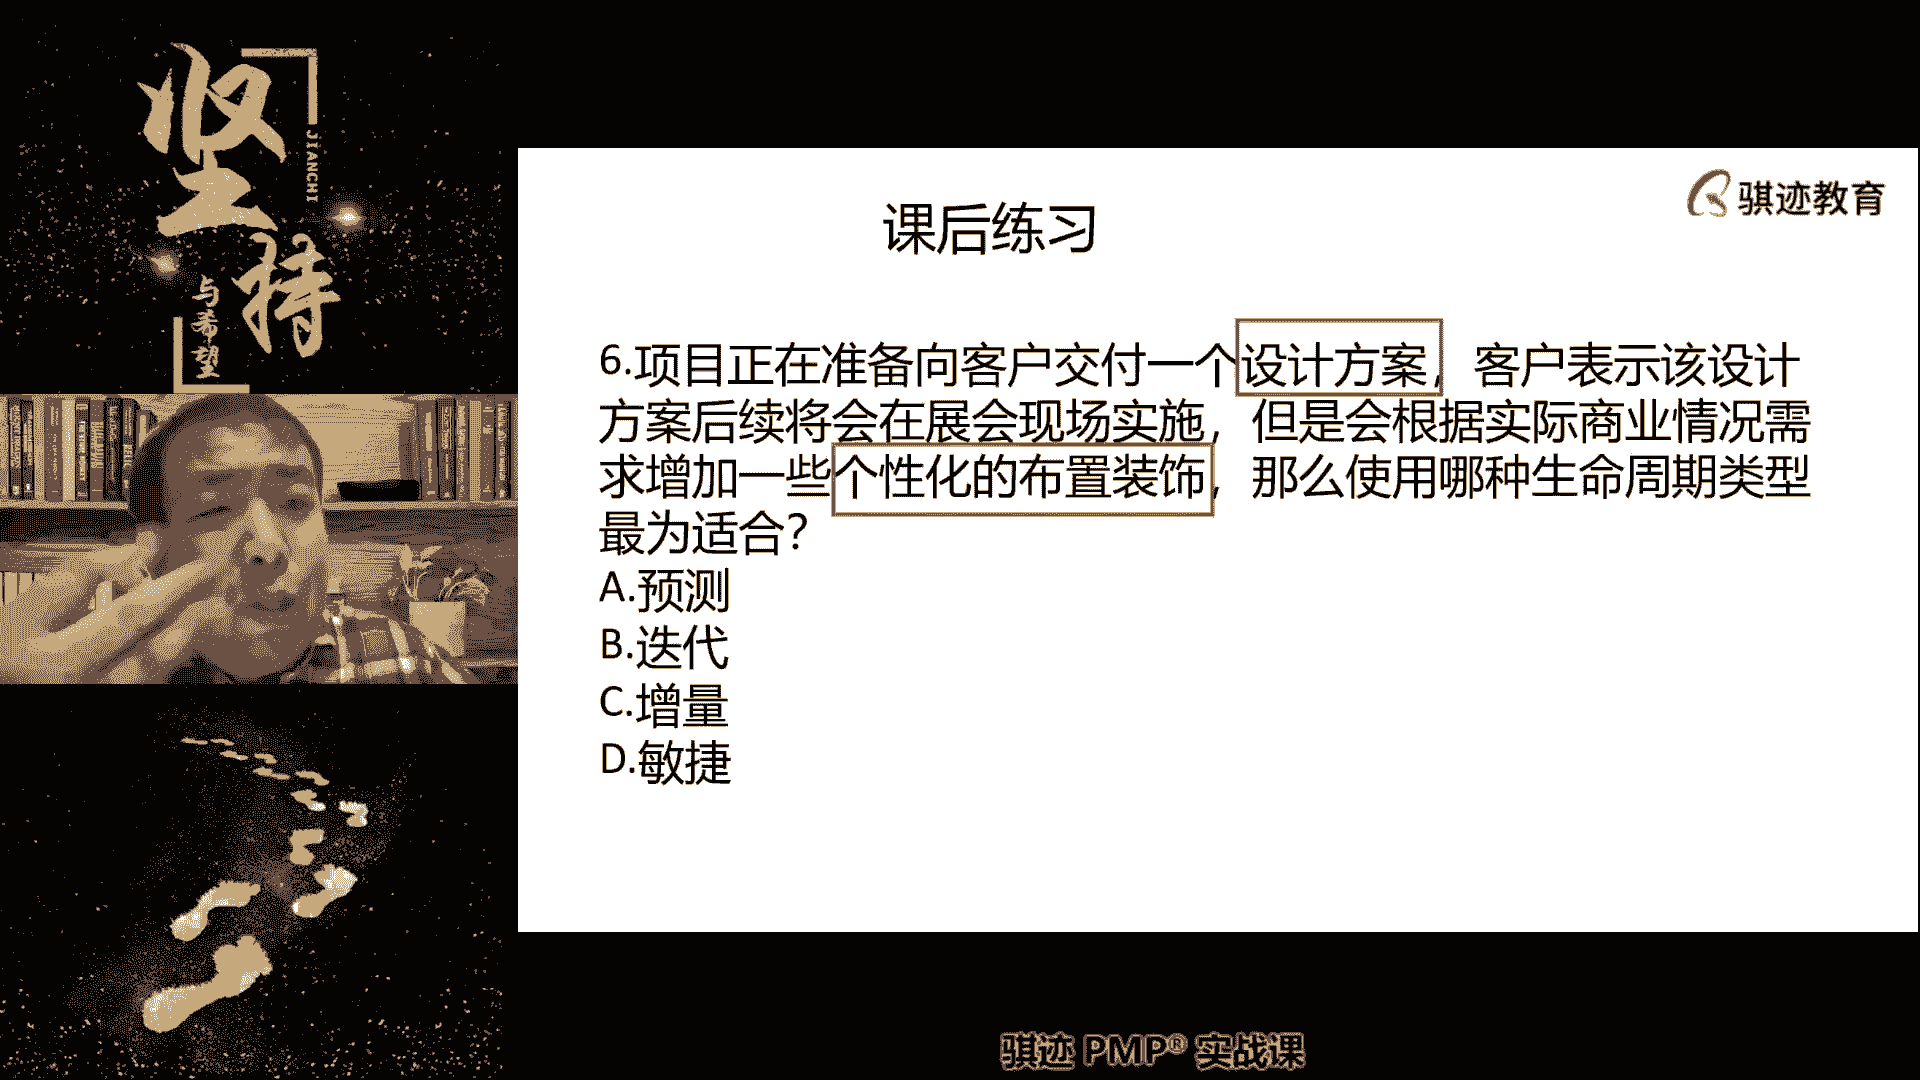 坚持
JIANCHI
与希望
骐迹教育
课后练习
6.项目正在准备向客户交付一个设计方案，客户表示该设计
方案后续将会在展会现场实施，但是会根据实际商业情况需
求增加一些个性化的布置装饰，那么使用哪种生命周期类型
最为适合？
A.预测
B.迭代
C.增量
D.敏捷
骐迹 PMP® 实战课